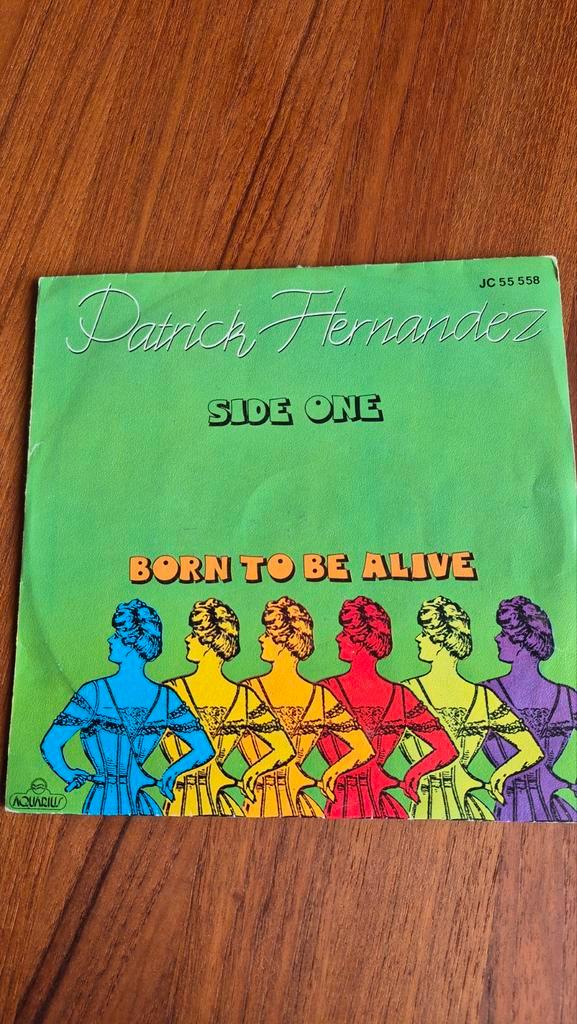 JC 55 558
Patrick Hernandez
SIDE ONE
BORN TO BE ALIVE
AQUARIUS